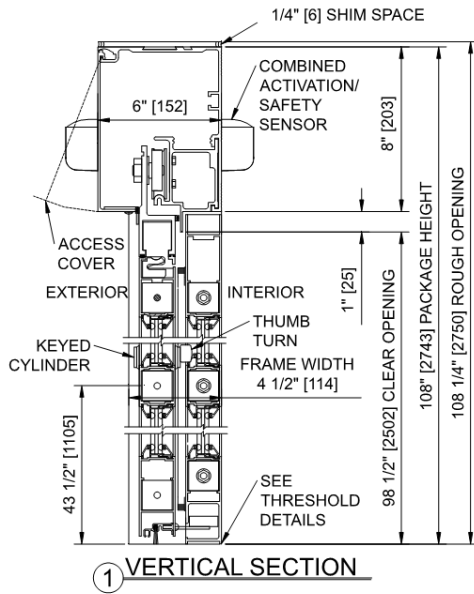 1/4" [6] SHIM SPACE
COMBINED
ACTIVATION/
SAFETY
SENSOR
6" [152]
8" [203]
ACCESS
COVER
EXTERIOR
INTERIOR
1" [25]
KEYED
CYLINDER
THUMB
TURN
FRAME WIDTH
4 1/2" [114]
43 1/2" [1105]
98 1/2" [2502] CLEAR OPENING
108" [2743] PACKAGE HEIGHT
108 1/4" [2750] ROUGH OPENING
SEE
THRESHOLD
DETAILS
1 VERTICAL SECTION